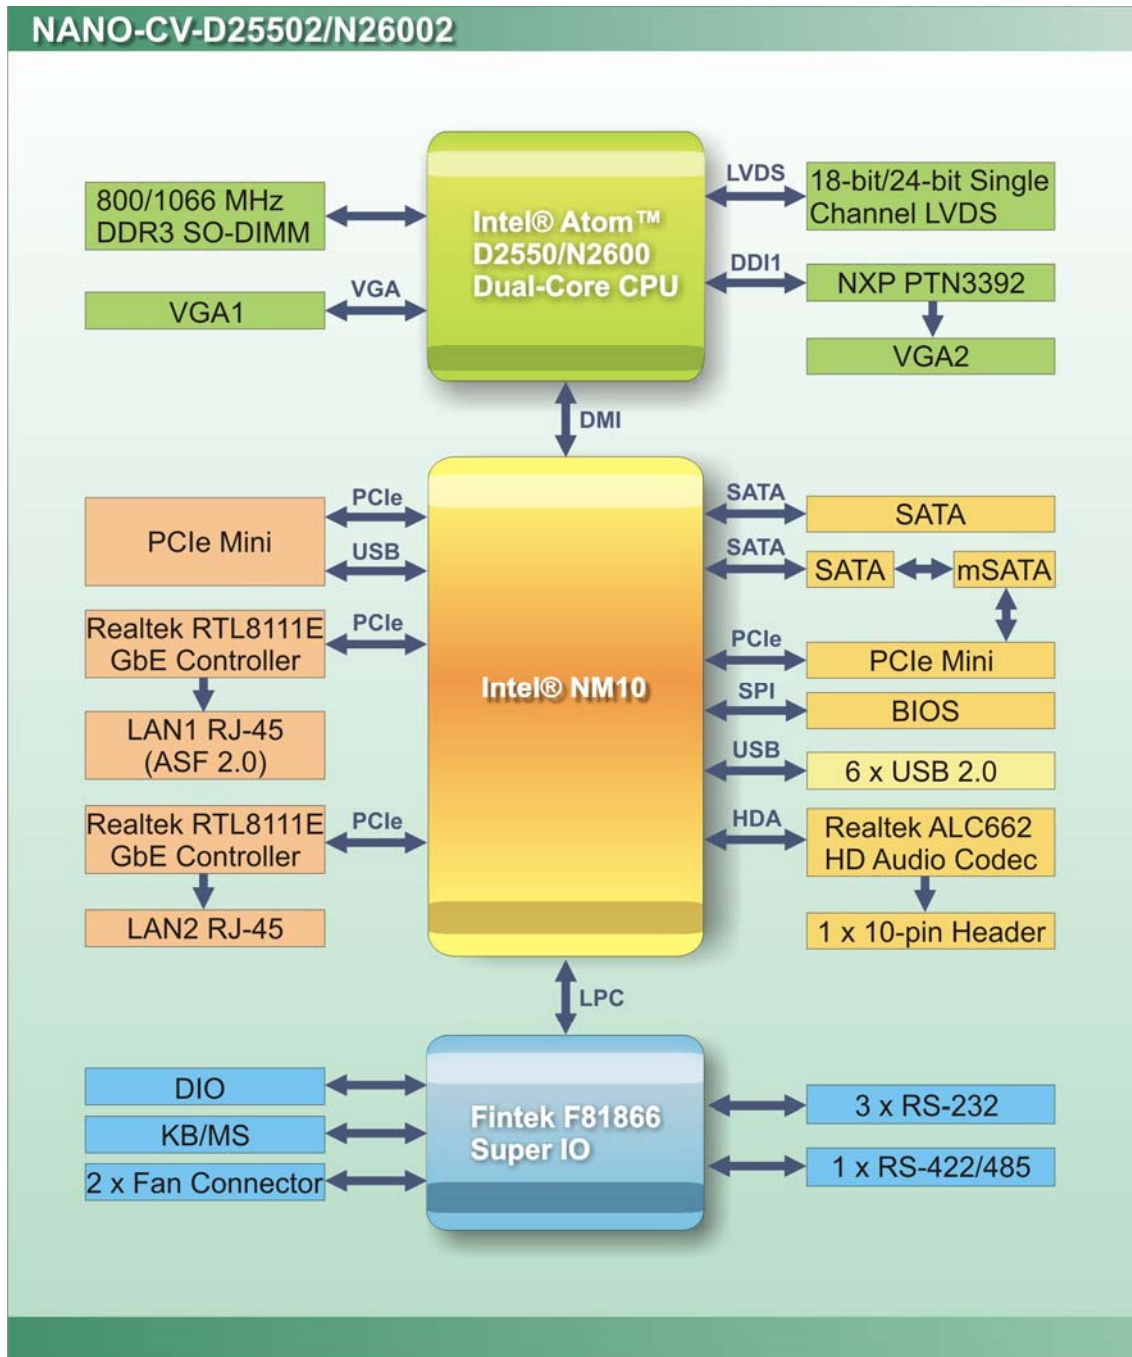 NANO-CV-D25502/N26002
800/1066 MHz
DDR3 SO-DIMM
VGA
VGA1
Intel® Atom™
D2550/N2600
Dual-Core CPU
LVDS
18-bit/24-bit Single
Channel LVDS
DDI1
NXP PTN3392
VGA2
DMI
PCIe
PCIe Mini
USB
Realtek RTL8111E
GbE Controller
PCIe
LAN1 RJ-45
(ASF 2.0)
Realtek RTL8111E
GbE Controller
PCIe
LAN2 RJ-45
Intel® NM10
SATA
SATA
SATA
SATA
mSATA
PCIe
PCIe Mini
SPI
BIOS
USB
6 x USB 2.0
HDA
Realtek ALC662
HD Audio Codec
1 x 10-pin Header
LPC
DIO
KB/MS
2 x Fan Connector
Fintek F81866
Super IO
3 x RS-232
1 x RS-422/485